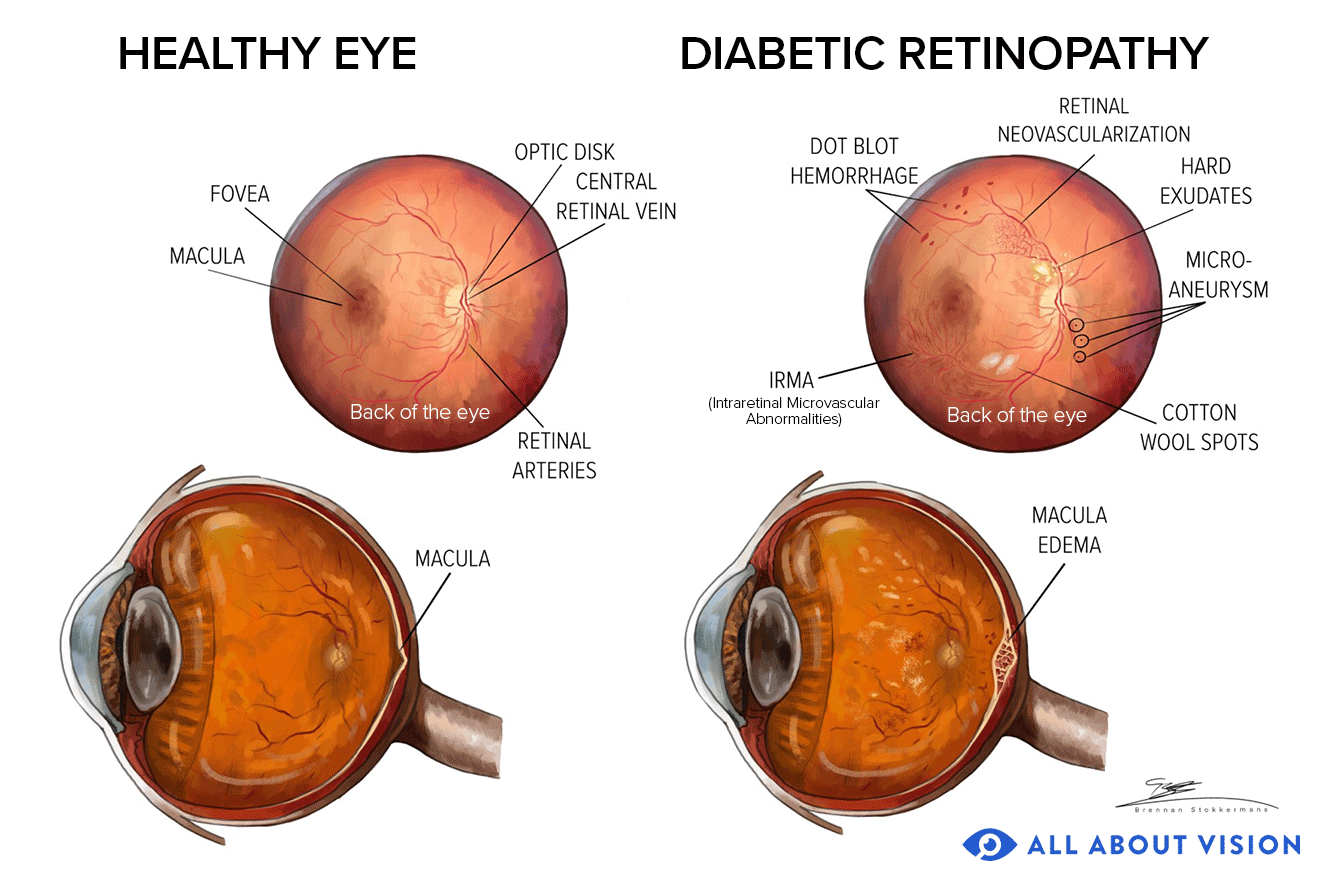 HEALTHY EYE
OPTIC DISK
CENTRAL
RETINAL VEIN
FOVEA
MACULA
Back of the eye
RETINAL
ARTERIES
MACULA
DIABETIC RETINOPATHY
RETINAL
NEOVASCULARIZATION
DOT BLOT
HEMORRHAGE
HARD
EXUDATES
MICRO-
ANEURYSM
IRMA
(Intraretinal Microvascular
Abnormalities)
Back of the eye
COTTON
WOOL SPOTS
MACULA
EDEMA
Brennan Stokkermans
ALL ABOUT VISION